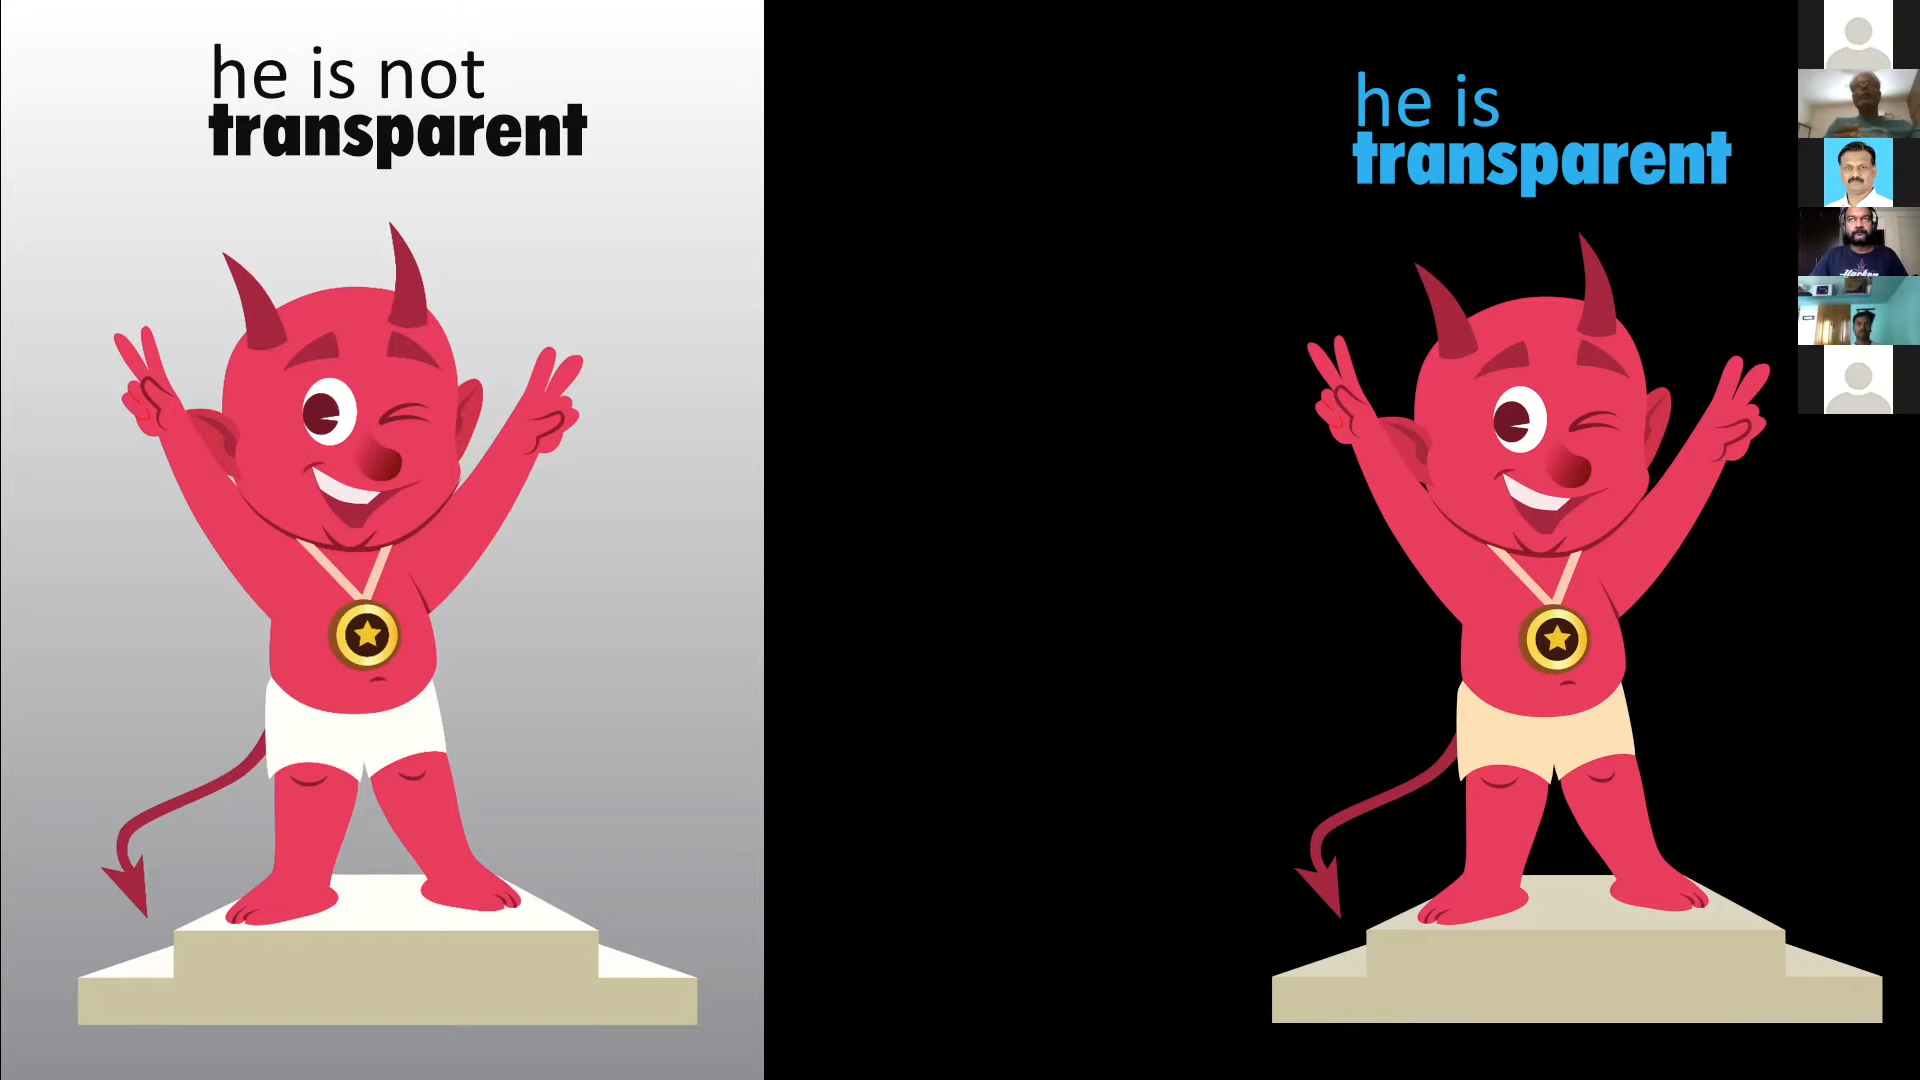 he is not
transparent
he is
transparent